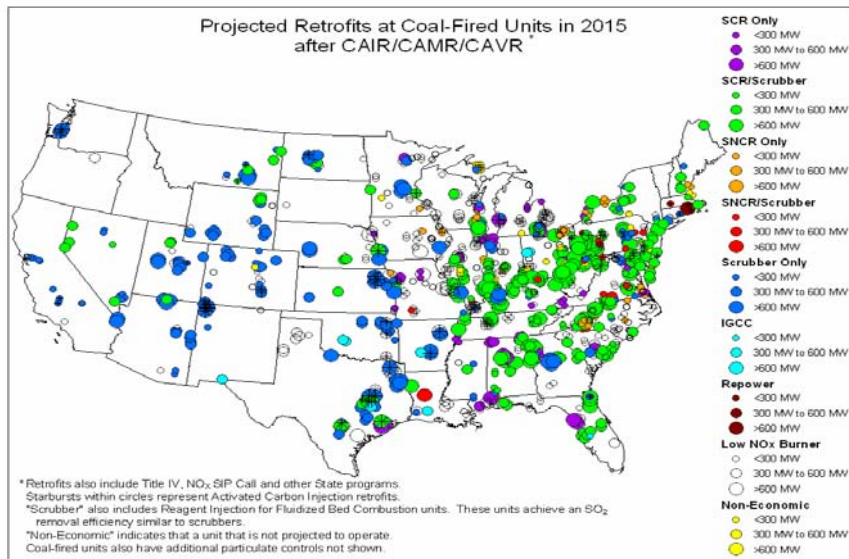 Projected Retrofits at Coal-Fired Units in 2015
after CAIR/CAMR/CAVR *
SCR Only
<300 MW
300 MW to 600 MW
>600 MW
SCR/Scrubber
<300 MW
300 MW to 600 MW
>600 MW
SNCR Only
<300 MW
300 MW to 600 MW
>600 MW
SNCR/Scrubber
<300 MW
300 MW to 600 MW
>600 MW
Scrubber Only
<300 MW
300 MW to 600 MW
>600 MW
IGCC
<300 MW
300 MW to 600 MW
>600 MW
Repower
<300 MW
300 MW to 600 MW
>600 MW
Low NOx Burner
<300 MW
300 MW to 600 MW
>600 MW
Non-Economic
<300 MW
300 MW to 600 MW
>600 MW
* Retrofits also include Title IV, NOX SIP Call and other State programs.
Starbursts within circles represent Activated Carbon Injection retrofits.
"Scrubber" also includes Reagent Injection for Fluidized Bed Combustion units. These units achieve an SO2
removal efficiency similar to scrubbers.
"Non-Economic" indicates that a unit that is not projected to operate.
Coal-fired units also have additional particulate controls not shown.